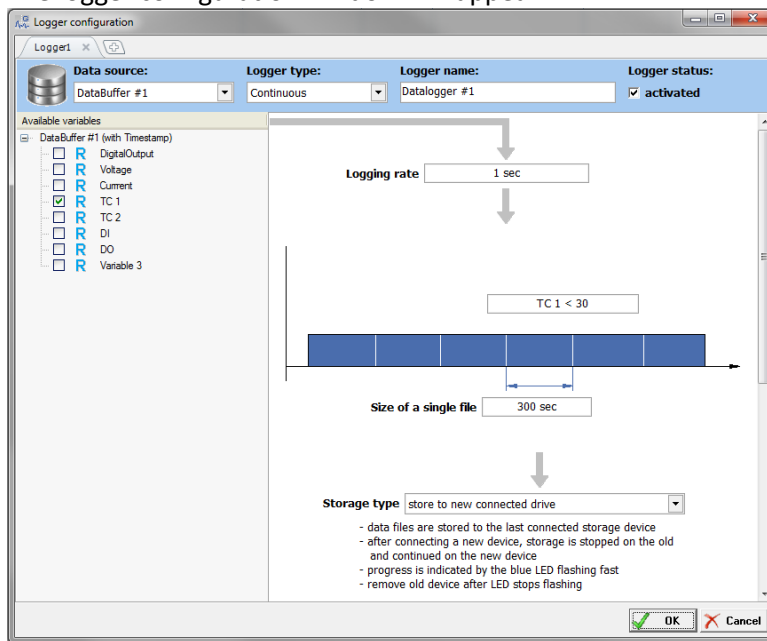 logger configuration
Logger configuration
Logger1
Data source:
Logger type:
Logger name:
Logger status:
DataBuffer #1
Continuous
Datalogger #1
activated
Available variables
DataBuffer #1 (with Timestamp)
R DigitalOutput
R Voltage
R Current
R TC 1
R TC 2
R DI
R DO
R Variable 3
Logging rate 1 sec
TC 1 < 30
Size of a single file 300 sec
Storage type store to new connected drive
- data files are stored to the last connected storage device
- after connecting a new device, storage is stopped on the old
and continued on the new device
- progress is indicated by the blue LED flashing fast
- remove old device after LED stops flashing
OK Cancel